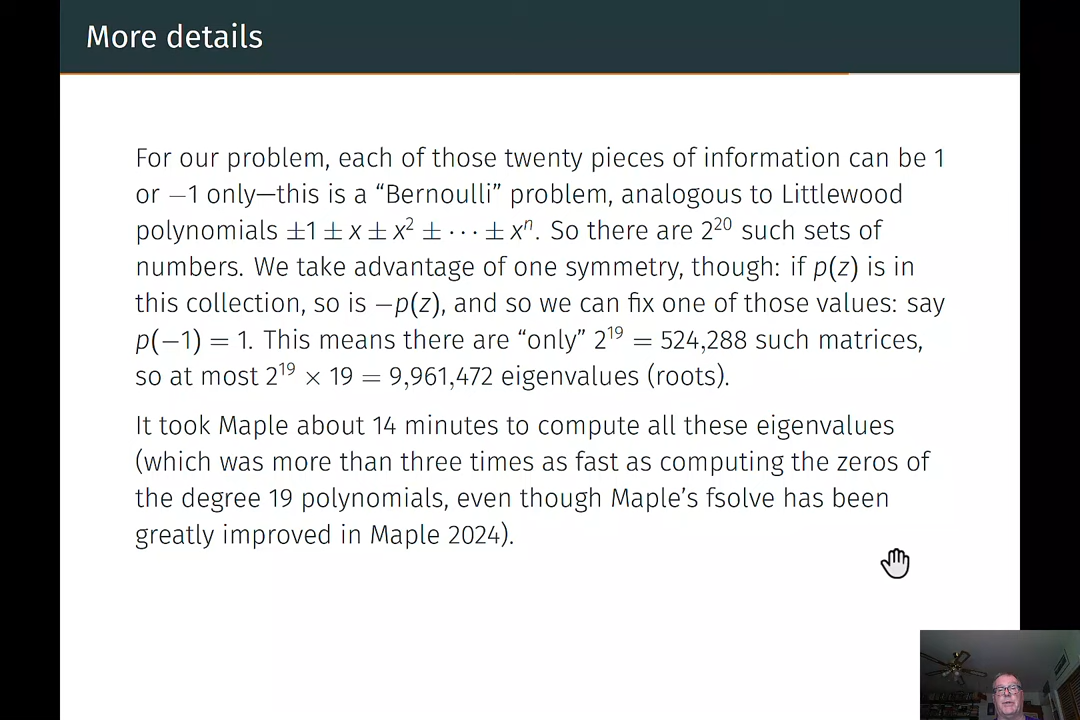 More details
For our problem, each of those twenty pieces of information can be 1
or −1 only—this is a “Bernoulli” problem, analogous to Littlewood
polynomials ±1 ± x ± x² ± ⋯ ± xⁿ. So there are 2²⁰ such sets of
numbers. We take advantage of one symmetry, though: if p(z) is in
this collection, so is −p(z), and so we can fix one of those values: say
p(−1) = 1. This means there are “only” 2¹⁹ = 524,288 such matrices,
so at most 2¹⁹ × 19 = 9,961,472 eigenvalues (roots).
It took Maple about 14 minutes to compute all these eigenvalues
(which was more than three times as fast as computing the zeros of
the degree 19 polynomials, even though Maple’s fsolve has been
greatly improved in Maple 2024).